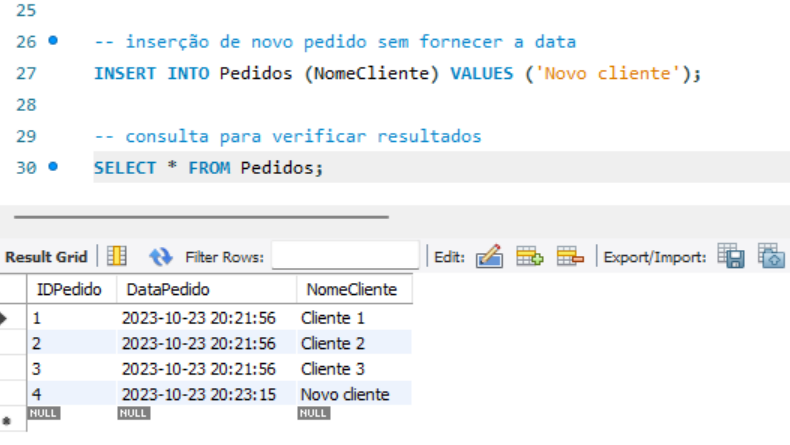 25
26 -- inserção de novo pedido sem fornecer a data
27 INSERT INTO Pedidos (NomeCliente) VALUES ('Novo cliente');
28
29 -- consulta para verificar resultados
30 SELECT * FROM Pedidos;
Result Grid Filter Rows: Edit: Export/Import:
IDPedido DataPedido NomeCliente
1 2023-10-23 20:21:56 Cliente 1
2 2023-10-23 20:21:56 Cliente 2
3 2023-10-23 20:21:56 Cliente 3
4 2023-10-23 20:23:15 Novo cliente
NULL NULL NULL